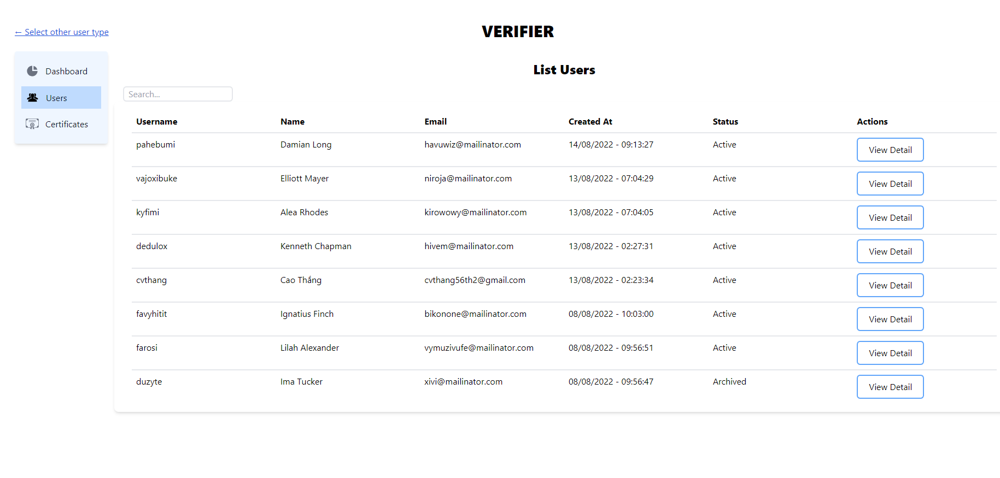 ← Select other user type
VERIFIER
Dashboard
Users
Certificates
List Users
Search...
Username Name Email Created At Status Actions
pahebumi Damian Long havuwiz@mailinator.com 14/08/2022 - 09:13:27 Active View Detail
vajoxibuke Elliott Mayer niroja@mailinator.com 13/08/2022 - 07:04:29 Active View Detail
kyfimi Alea Rhodes kirowowy@mailinator.com 13/08/2022 - 07:04:05 Active View Detail
dedulox Kenneth Chapman hivem@mailinator.com 13/08/2022 - 02:27:31 Active View Detail
cvthang Cao Thắng cvthang56th2@gmail.com 13/08/2022 - 02:23:34 Active View Detail
favyhitit Ignatius Finch bikonone@mailinator.com 08/08/2022 - 10:03:00 Active View Detail
farosi Lilah Alexander vymuzivufe@mailinator.com 08/08/2022 - 09:56:51 Active View Detail
duzyte Ima Tucker xivi@mailinator.com 08/08/2022 - 09:56:47 Archived View Detail